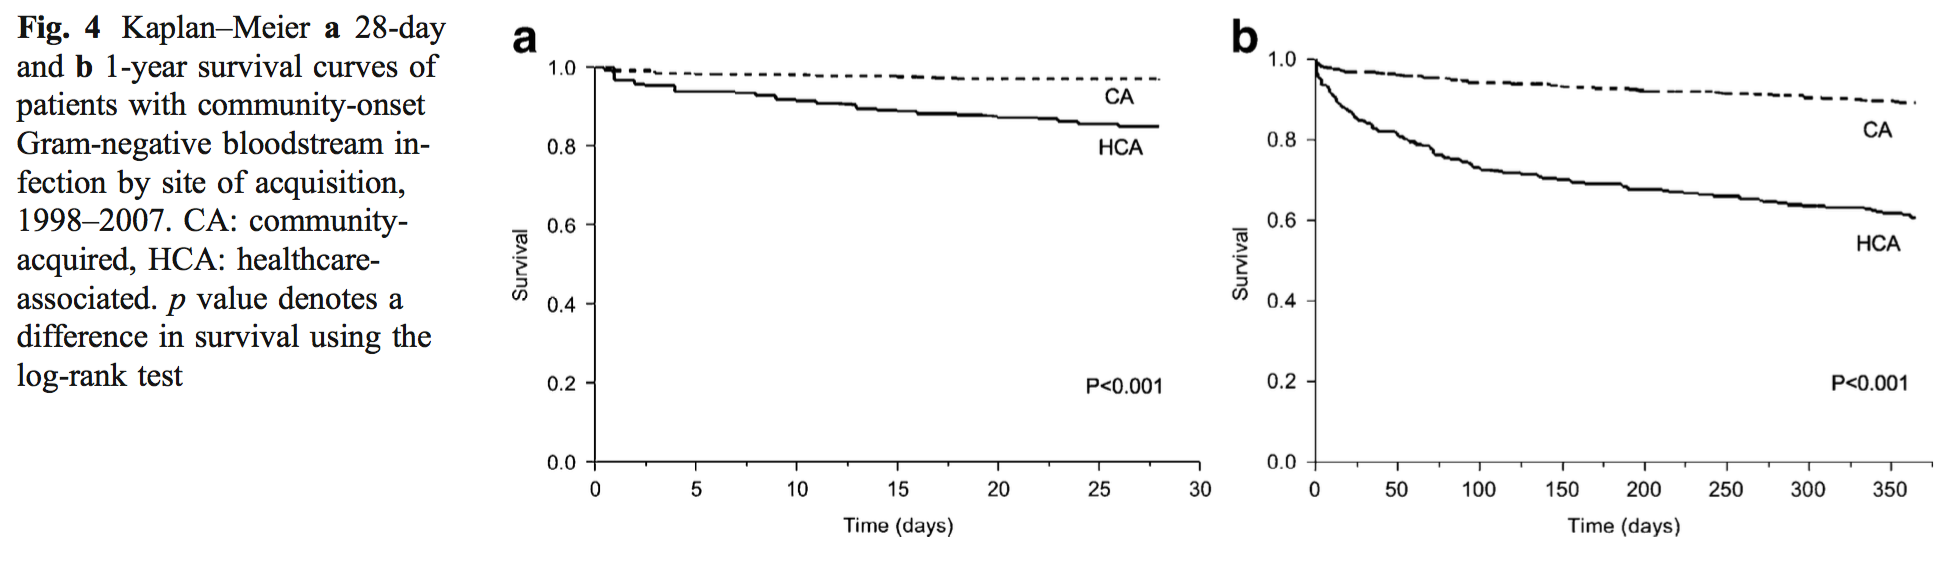 Fig. 4 Kaplan–Meier a 28-day
and b 1-year survival curves of
patients with community-onset
Gram-negative bloodstream in-
fection by site of acquisition,
1998–2007. CA: community-
acquired, HCA: healthcare-
associated. p value denotes a
difference in survival using the
log-rank test
a
1.0
0.8
0.6
0.4
0.2
0.0
Survival
CA
HCA
P<0.001
0 5 10 15 20 25 30
Time (days)
b
1.0
0.8
0.6
0.4
0.2
0.0
Survival
CA
HCA
P<0.001
0 50 100 150 200 250 300 350
Time (days)